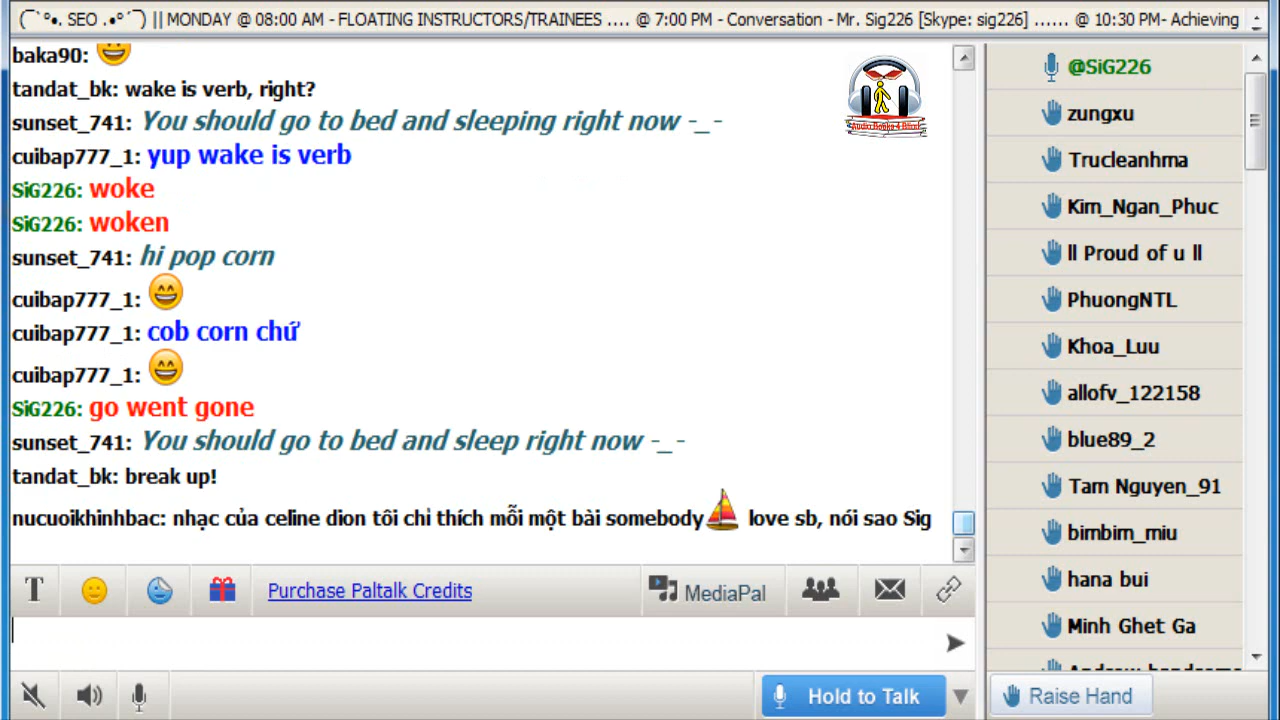 (¯`°•. SEO .•°´¯) || MONDAY @ 08:00 AM - FLOATING INSTRUCTORS/TRAINEES .... @ 7:00 PM - Conversation - Mr. Sig226 [Skype: sig226] ...... @ 10:30 PM- Achieving
baka90:
tandat_bk: wake is verb, right?
sunset_741: You should go to bed and sleeping right now -_-
cuibap777_1: yup wake is verb
SiG226: woke
SiG226: woken
sunset_741: hi pop corn
cuibap777_1:
cuibap777_1: cob corn chứ
cuibap777_1:
SiG226: go went gone
sunset_741: You should go to bed and sleep right now -_-
tandat_bk: break up!
nucuoikhinhbac: nhạc của celine dion tôi chỉ thích mỗi một bài somebody love sb, nói sao Sig
Audio Books 4 Blind
T
Purchase Paltalk Credits
MediaPal
Hold to Talk
@SiG226
zungxu
Trucleanhma
Kim_Ngan_Phuc
ll Proud of u ll
PhuongNTL
Khoa_Luu
allofv_122158
blue89_2
Tam Nguyen_91
bimbim_miu
hana bui
Minh Ghet Ga
Raise Hand